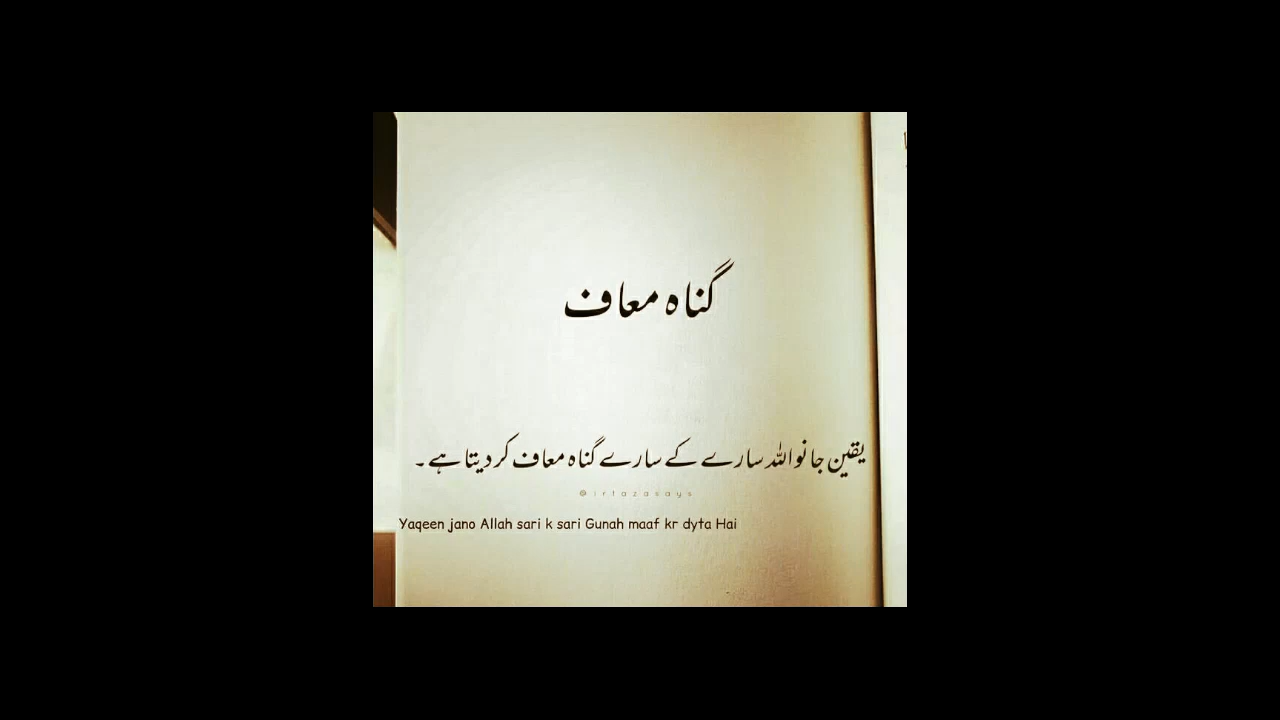 گناہ معاف
یقین جانو اللہ سارے کے سارے گناہ معاف کر دیتا ہے ۔
@irtazasays
Yaqeen jano Allah sari k sari Gunah maaf kr dyta Hai